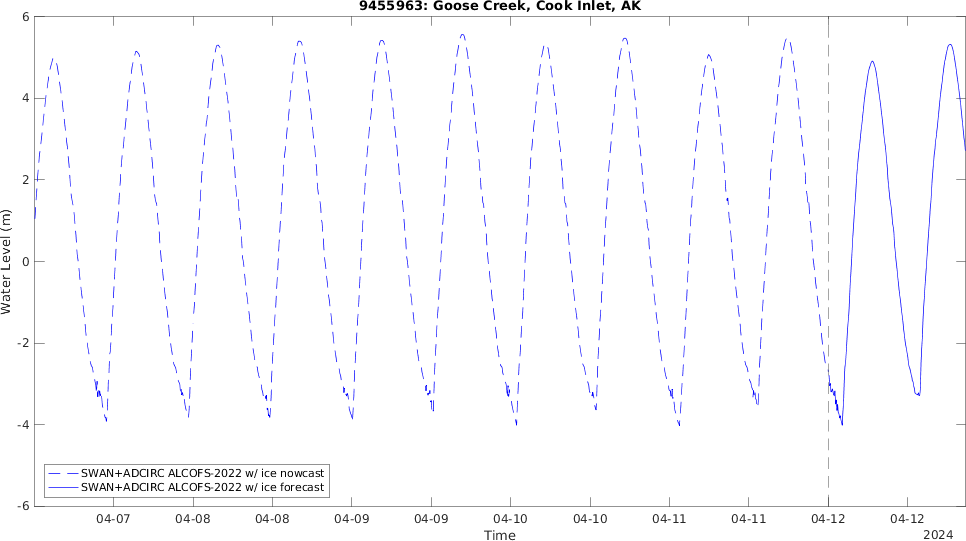 9455963: Goose Creek, Cook Inlet, AK
6
4
2
0
-2
-4
-6
Water Level (m)
SWAN+ADCIRC ALCOFS-2022 w/ ice nowcast
SWAN+ADCIRC ALCOFS-2022 w/ ice forecast
04-07 04-08 04-08 04-09 04-09 04-10 04-10 04-11 04-11 04-12 04-12
Time
2024